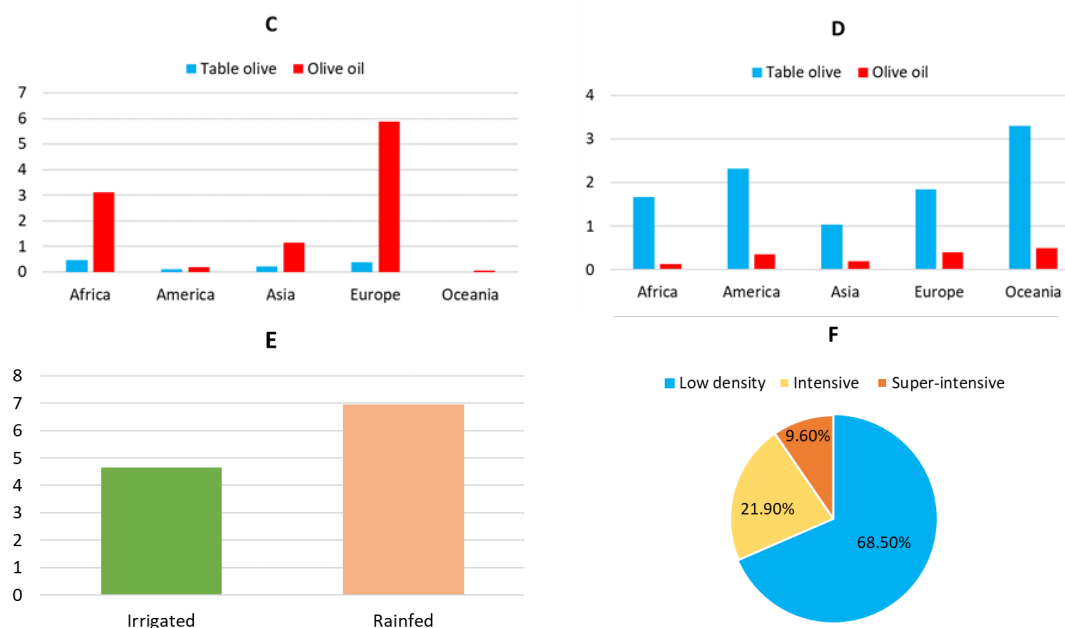 C
Table olive Olive oil
7
6
5
4
3
2
1
0
Africa America Asia Europe Oceania
D
Table olive Olive oil
4
3
2
1
0
Africa America Asia Europe Oceania
E
8
7
6
5
4
3
2
1
0
Irrigated Rainfed
F
Low density Intensive Super-intensive
9.60%
21.90%
68.50%